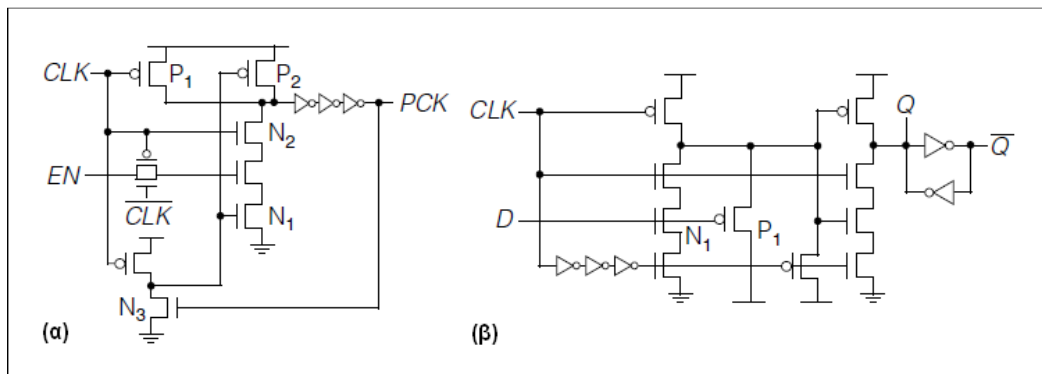 CLK
P1
P2
PCK
N2
EN
CLK
N1
N3
(α)
CLK
Q
Q
D
N1
P1
(β)